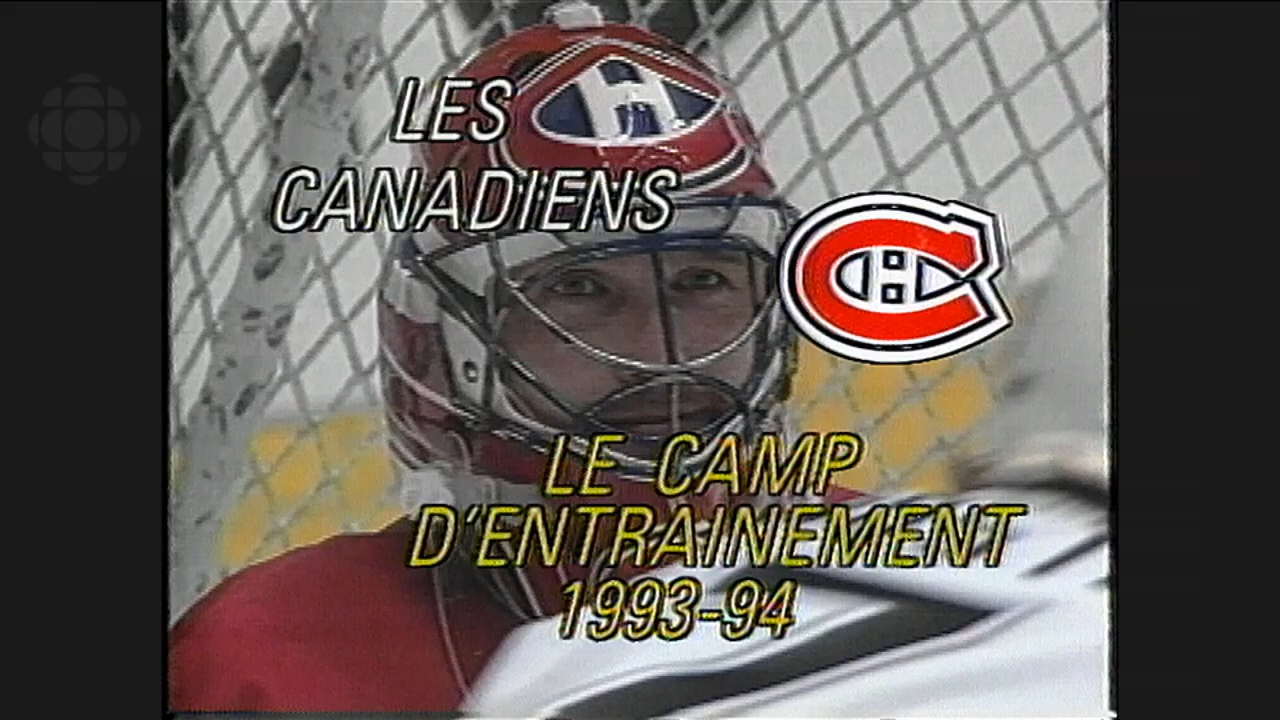 LES
CANADIENS
LE CAMP
D'ENTRAINEMENT
1993-94